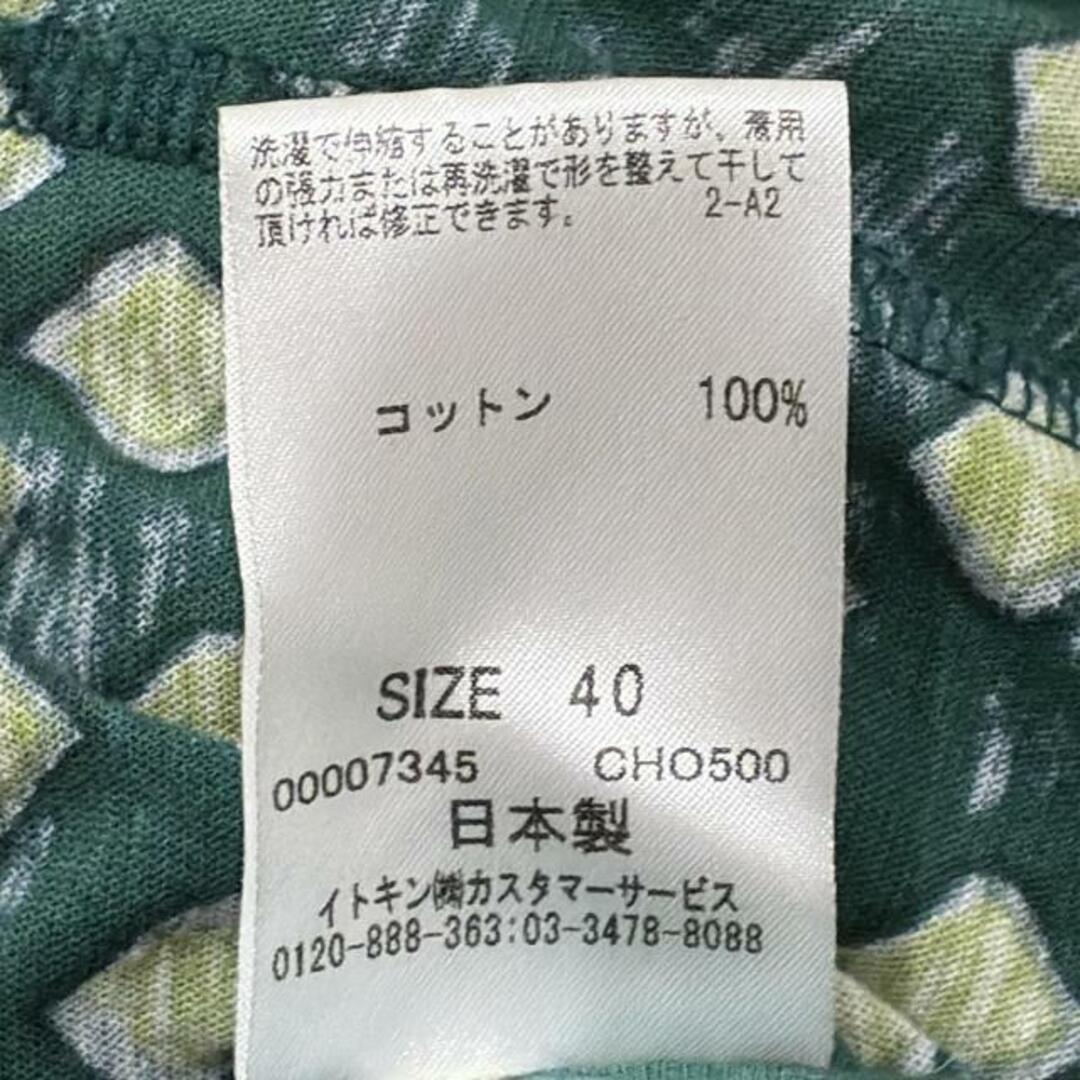 洗濯で伸縮することがありますが、着用
の張力または再洗濯で形を整えて干して
頂ければ修正できます。 2-A2
コットン 100%
SIZE 40
00007345 CHO500
日本製
イトキン㈱カスタマーサービス
0120-888-363:03-3478-8088